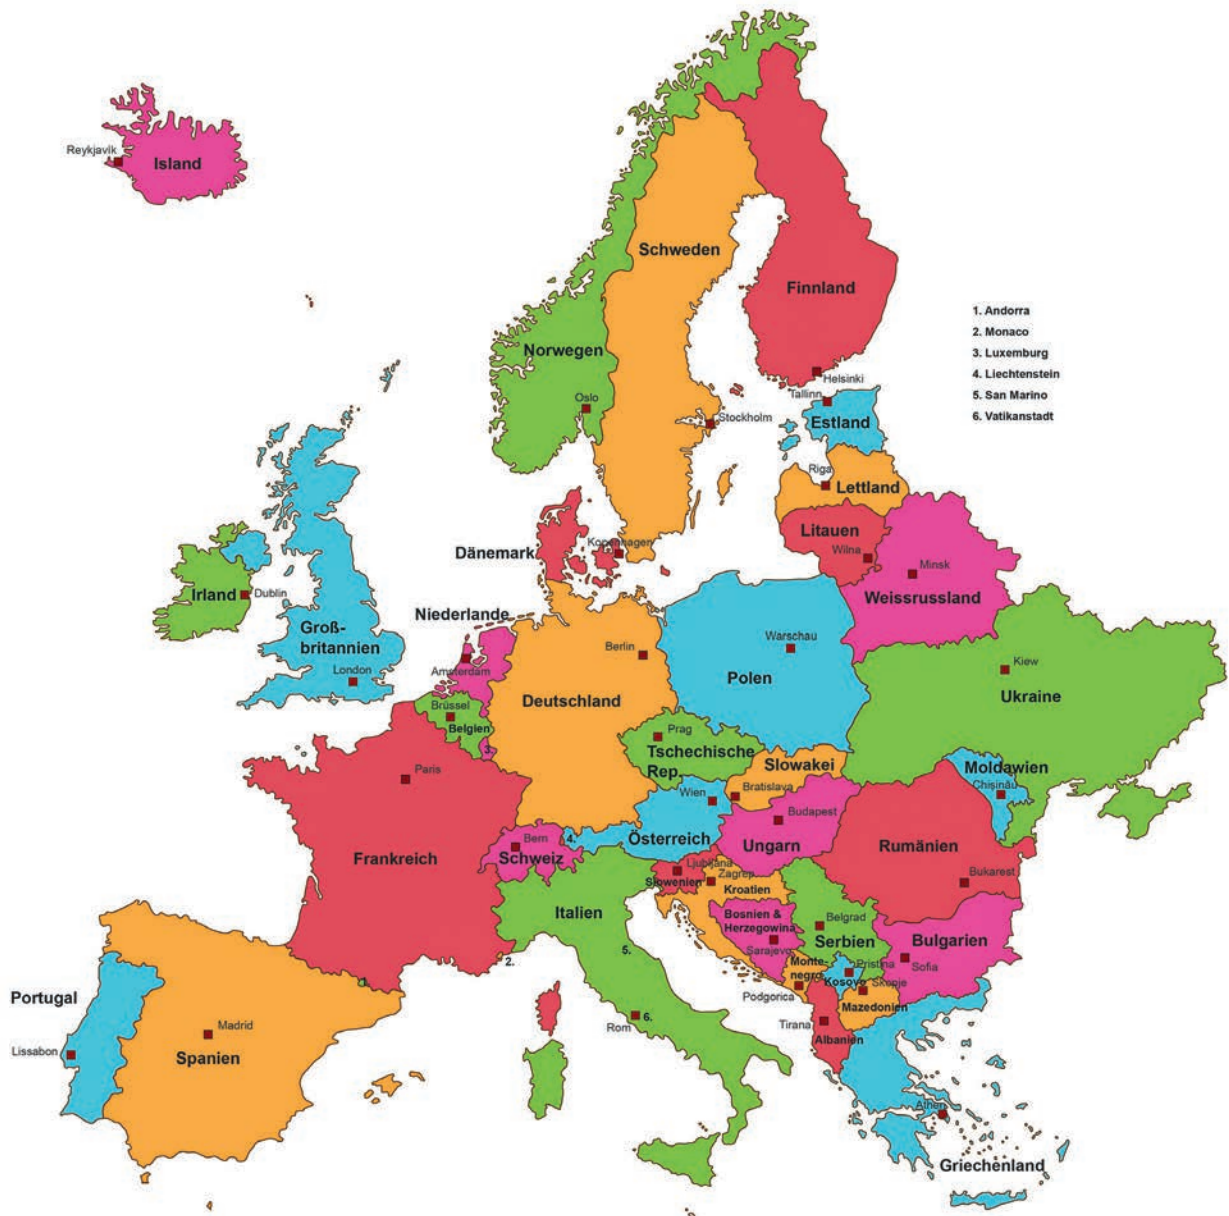 Reykjavík
Island
Schweden
Finnland
1. Andorra
2. Monaco
3. Luxemburg
4. Liechtenstein
5. San Marino
6. Vatikanstadt
Norwegen
Oslo
Helsinki
Tallinn
Stockholm
Estland
Riga
Lettland
Litauen
Wilna
Kopenhagen
Dänemark
Minsk
Weissrussland
Irland
Dublin
Niederlande
Groß-
britannien
London
Amsterdam
Berlin
Warschau
Polen
Kiew
Ukraine
Deutschland
Brüssel
Belgien
3.
Prag
Tschechische
Rep.
Slowakei
Moldawien
Chișinău
Paris
Bratislava
Wien
Budapest
Österreich
Ungarn
Rumänien
4.
Bern
Schweiz
Frankreich
Ljubljana
Slowenien
Zagrep
Kroatien
Bukarest
Italien
Bosnien &
Herzegowina
Sarajevo
Belgrad
Serbien
Bulgarien
Sofia
5.
2.
Monte-
negro
Pristina
Kosovo
Skopje
Mazedonien
Podgorica
1.
Portugal
Lissabon
Madrid
Spanien
Rom
6.
Tirana
Albanien
Athen
Griechenland